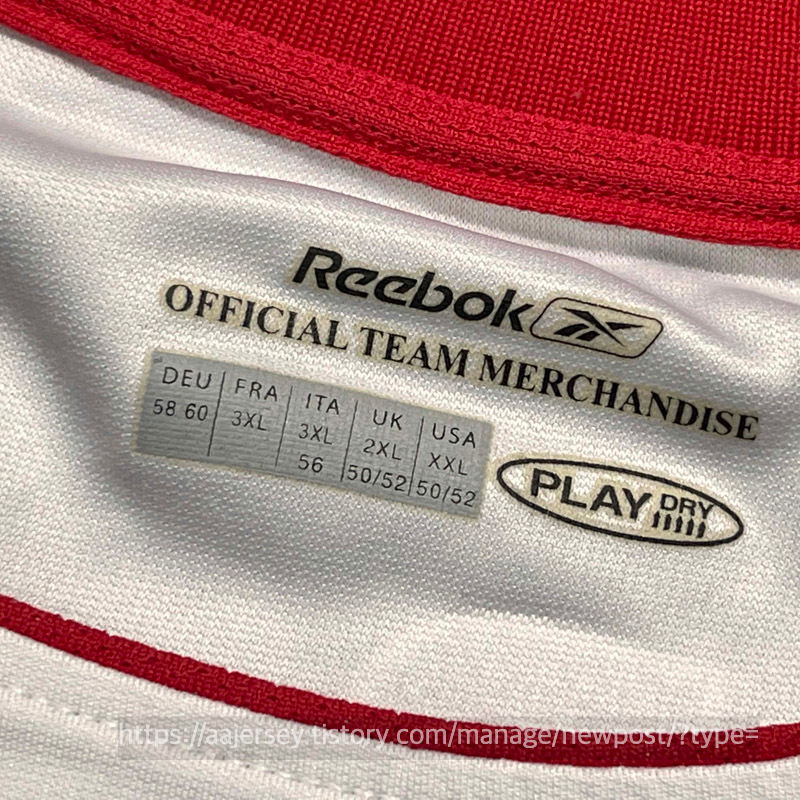 Reebok
OFFICIAL TEAM MERCHANDISE
DEU FRA ITA UK USA
58 60 3XL 3XL 2XL XXL
56 50/52 50/52
PLAY DRY
https://aajersey.tistory.com/manage/newpost/?type=